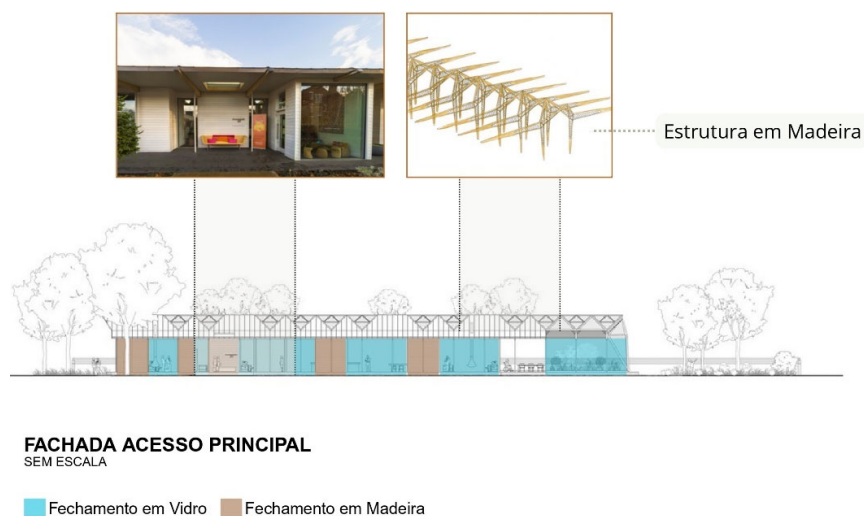 Estrutura em Madeira
FACHADA ACESSO PRINCIPAL
SEM ESCALA
Fechamento em Vidro
Fechamento em Madeira